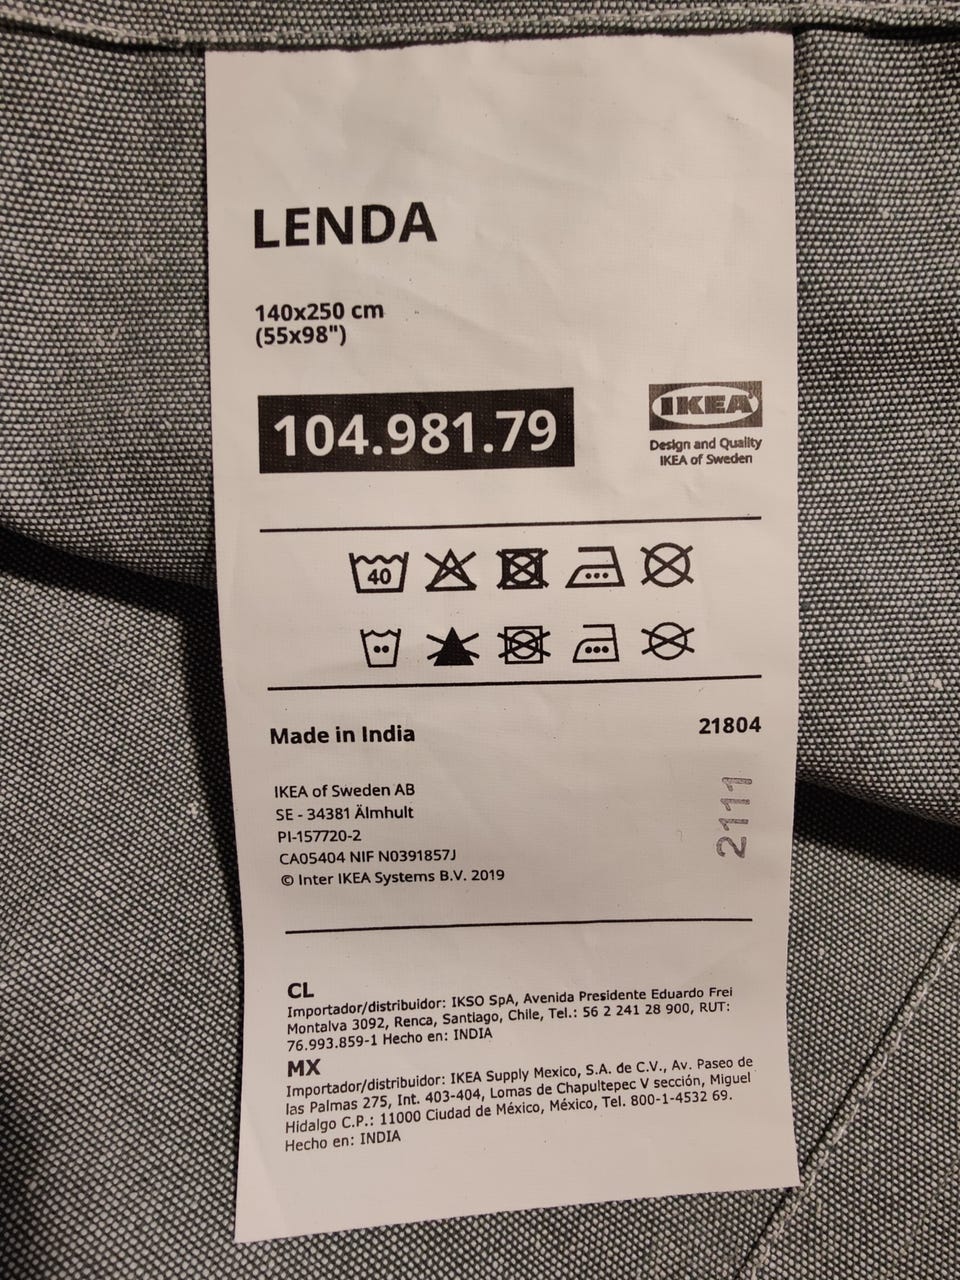 LENDA
140x250 cm
(55x98")
104.981.79
IKEA
Design and Quality
IKEA of Sweden
40
Made in India
21804
IKEA of Sweden AB
SE - 34381 Älmhult
PI-157720-2
CA05404 NIF N0391857J
© Inter IKEA Systems B.V. 2019
2111
CL
Importador/distribuidor: IKSO SpA, Avenida Presidente Eduardo Frei
Montalva 3092, Renca, Santiago, Chile, Tel.: 56 2 241 28 900, RUT:
76.993.859-1 Hecho en: INDIA
MX
Importador/distribuidor: IKEA Supply Mexico, S.A. de C.V., Av. Paseo de
las Palmas 275, Int. 403-404, Lomas de Chapultepec V sección, Miguel
Hidalgo C.P.: 11000 Ciudad de México, México, Tel. 800-1-4532 69.
Hecho en: INDIA